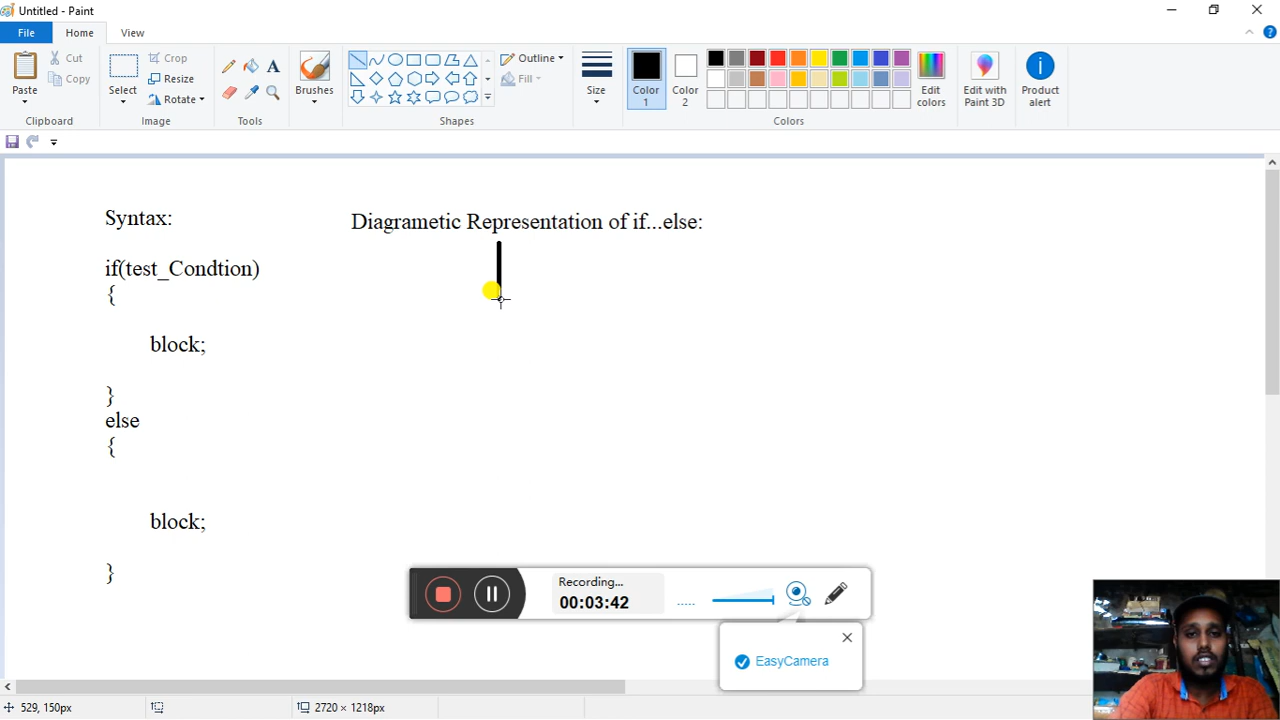 Untitled - Paint
File
Home
View
Paste
Cut
Copy
Clipboard
Select
Crop
Resize
Rotate
Image
Tools
Brushes
Outline
Fill
Shapes
Size
Color
1
Color
2
Edit
colors
Colors
Edit with
Paint 3D
Product
alert
Syntax:
Diagrametic Representation of if...else:
if(test_Condtion)
{
block;
}
else
{
block;
}
Recording...
00:03:42
EasyCamera
529, 150px
2720 × 1218px